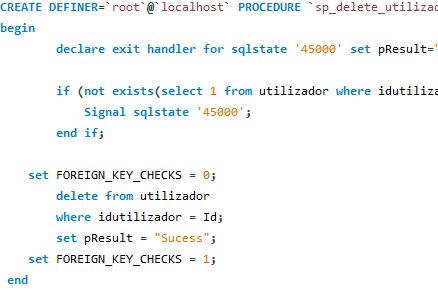 CREATE DEFINER=`root`@`localhost` PROCEDURE `sp_delete_utilizad
begin
declare exit handler for sqlstate '45000' set pResult="
if (not exists(select 1 from utilizador where idutiliza
Signal sqlstate '45000';
end if;
set FOREIGN_KEY_CHECKS = 0;
delete from utilizador
where idutilizador = Id;
set pResult = "Sucess";
set FOREIGN_KEY_CHECKS = 1;
end